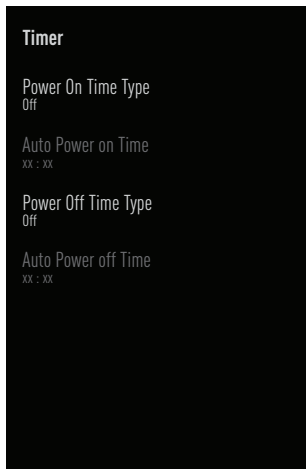 Timer
Power On Time Type
Off
Auto Power on Time
xx : xx
Power Off Time Type
Off
Auto Power off Time
xx : xx